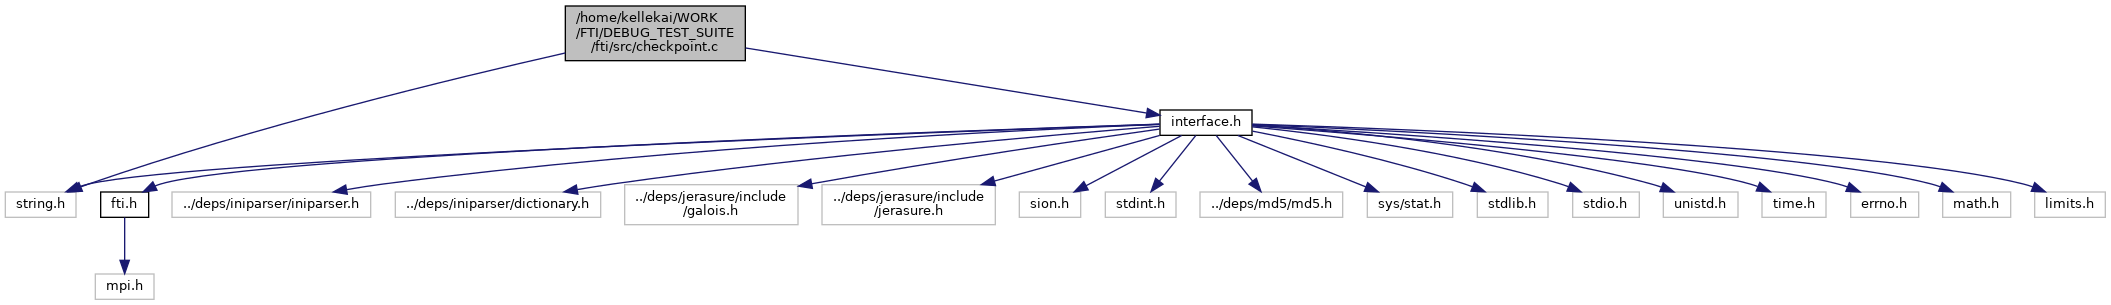 /home/kellekai/WORK
/FTI/DEBUG_TEST_SUITE
/fti/src/checkpoint.c
interface.h
string.h
fti.h
../deps/iniparser/iniparser.h
../deps/iniparser/dictionary.h
../deps/jerasure/include
/galois.h
../deps/jerasure/include
/jerasure.h
sion.h
stdint.h
../deps/md5/md5.h
sys/stat.h
stdlib.h
stdio.h
unistd.h
time.h
errno.h
math.h
limits.h
mpi.h